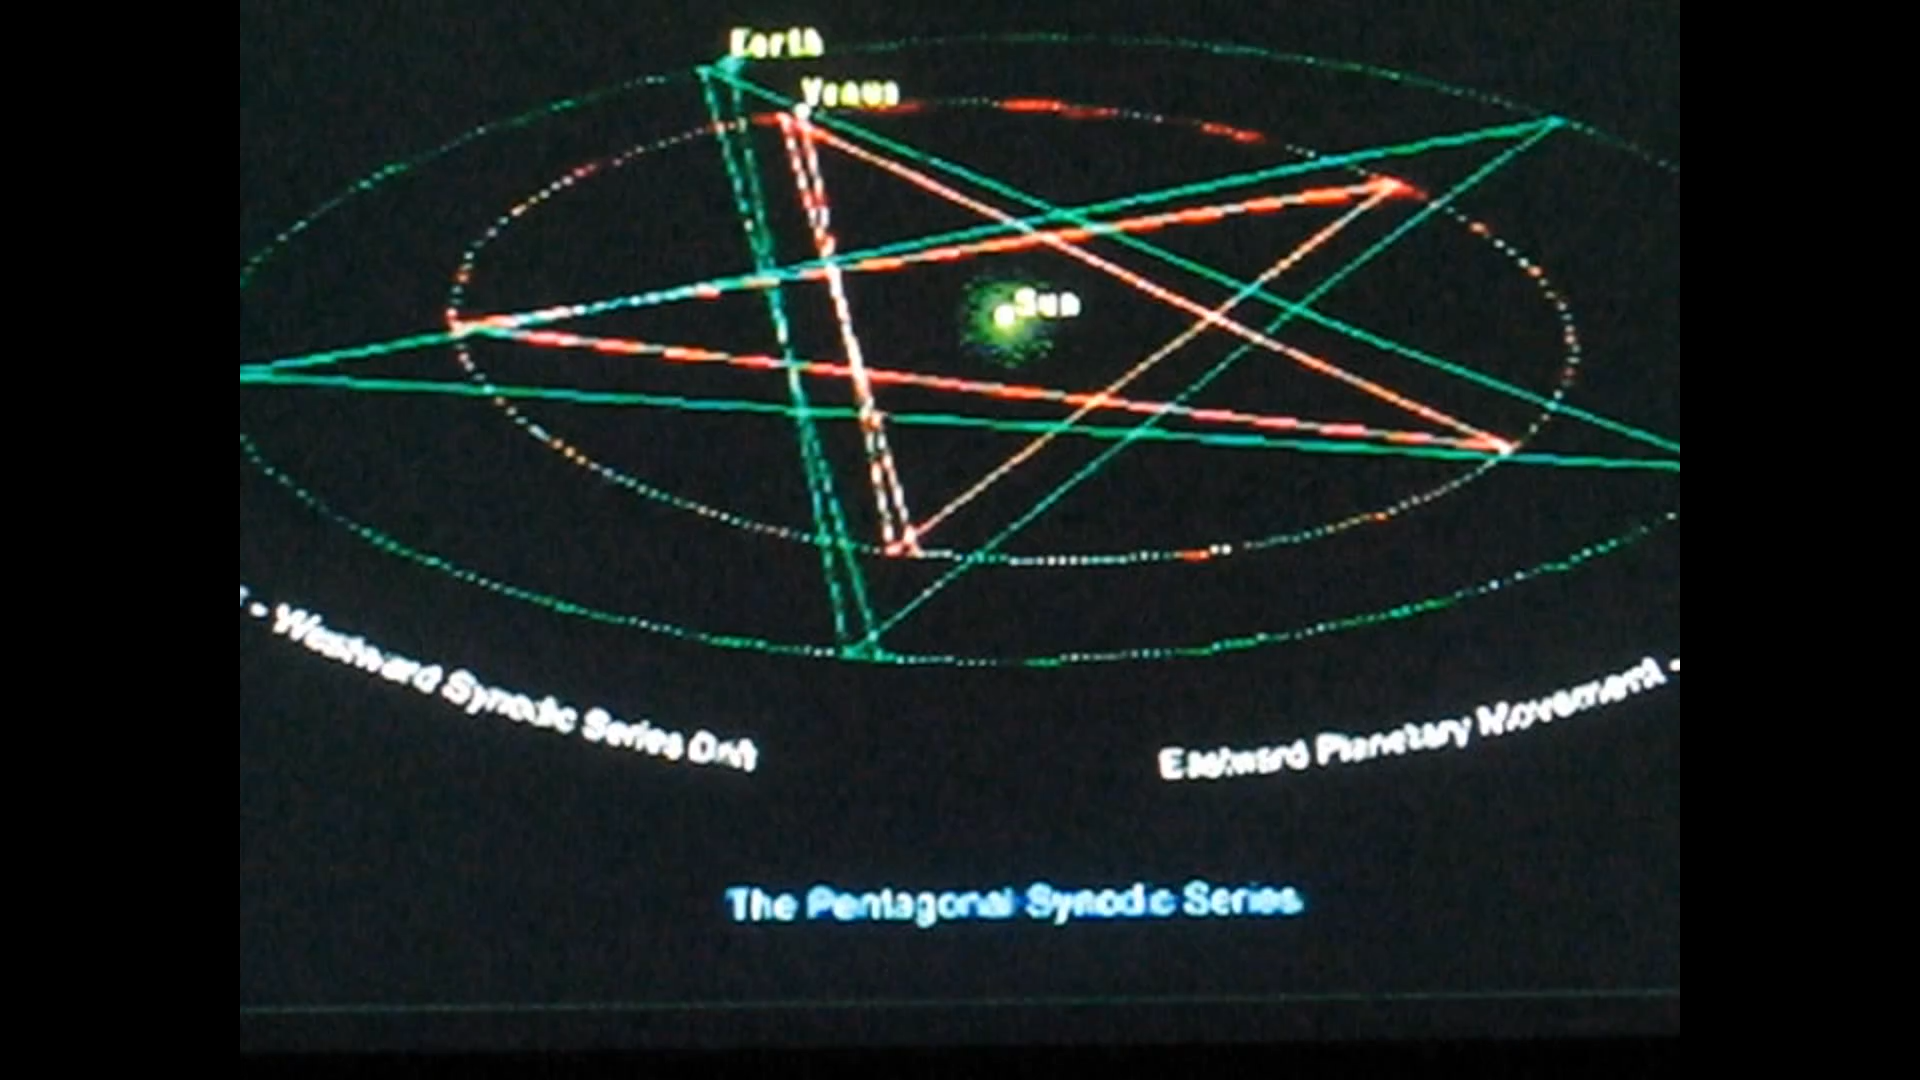 Earth
Venus
Sun
- Westward Synodic Series Drift
Eastward Planetary Movement -
The Pentagonal Synodic Series